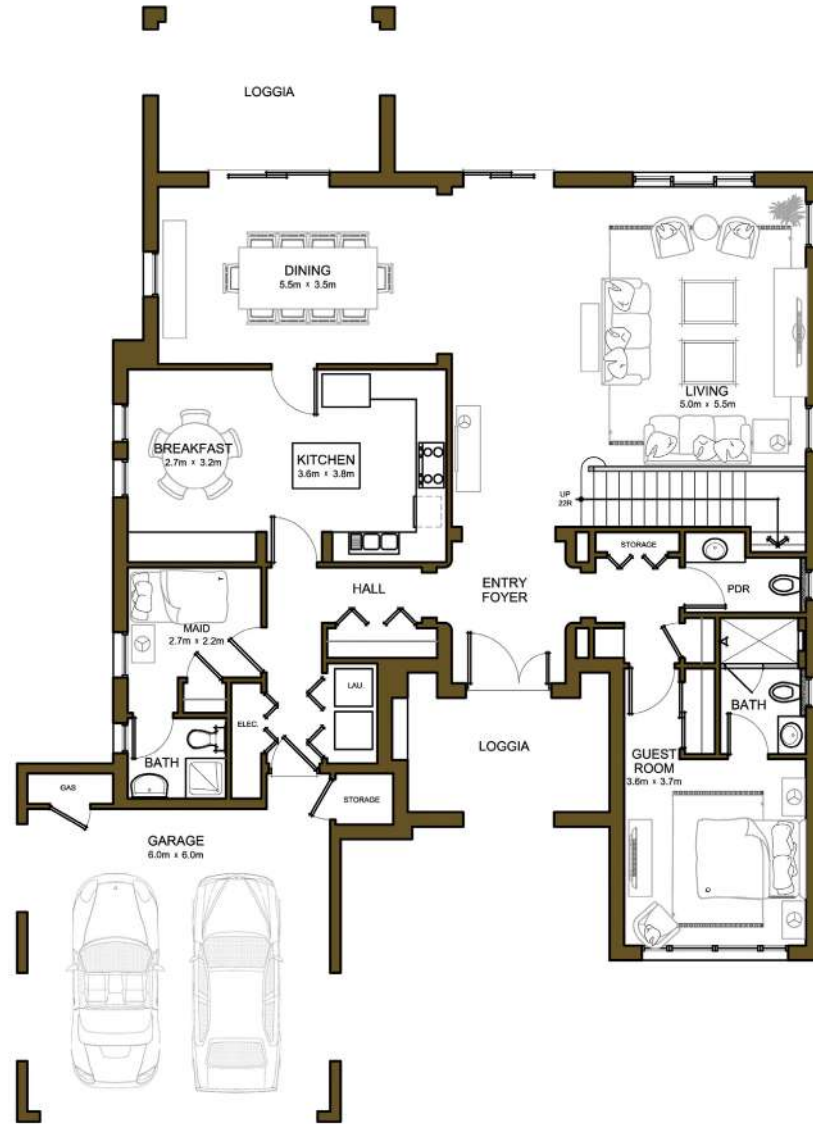 LOGGIA
DINING
5.5m x 3.5m
LIVING
5.0m x 5.5m
BREAKFAST
2.7m x 3.2m
KITCHEN
3.6m x 3.8m
UP
22R
STORAGE
HALL
ENTRY
FOYER
PDR
MAID
2.7m x 2.2m
LAU.
ELEC.
BATH
LOGGIA
BATH
GUEST
ROOM
3.6m x 3.7m
GAS
STORAGE
GARAGE
6.0m x 6.0m